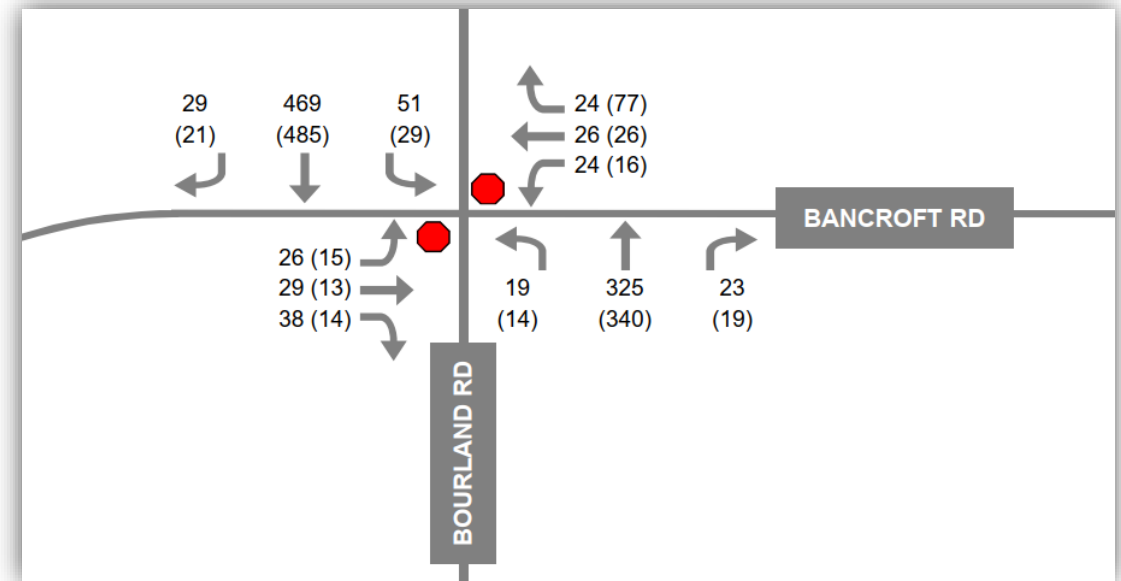 29 469 51
(21) (485) (29)
24 (77)
26 (26)
24 (16)
BANCROFT RD
26 (15)
29 (13)
38 (14)
19 325 23
(14) (340) (19)
BOURLAND RD